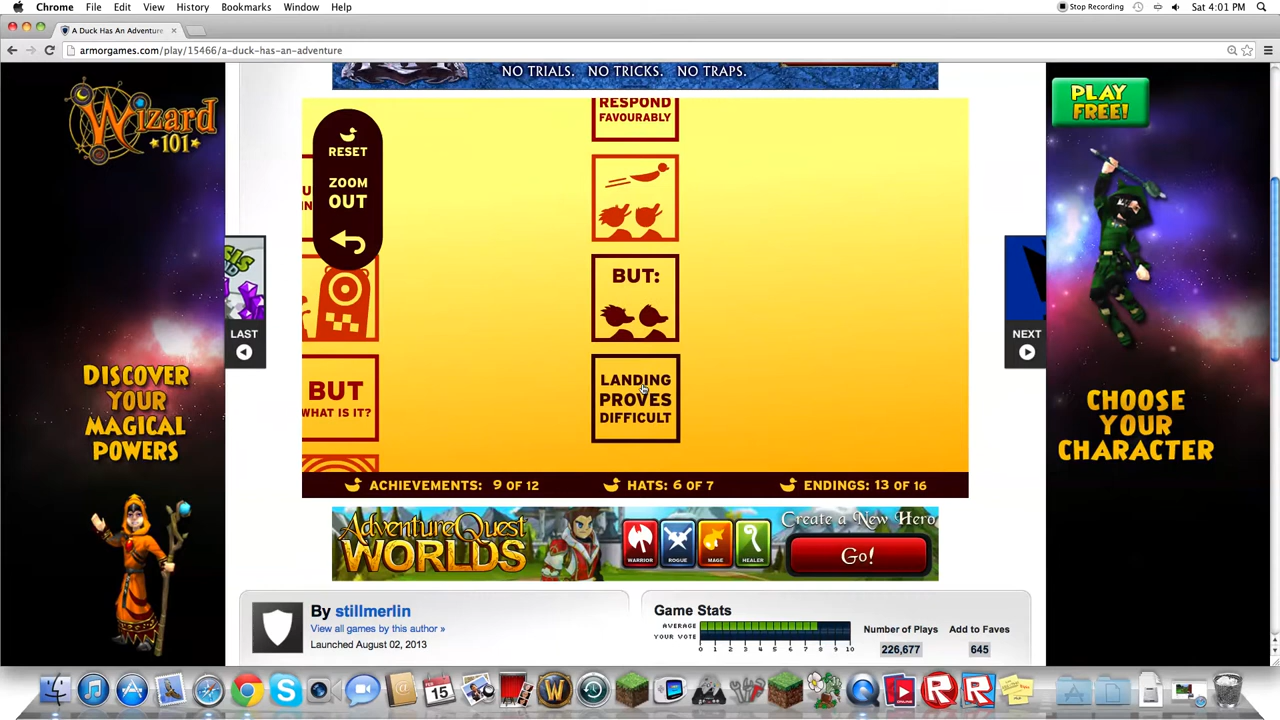 Chrome File Edit View History Bookmarks Window Help
Stop Recording Sat 4:01 PM
A Duck Has An Adventure
armorgames.com/play/15466/a-duck-has-an-adventure
NO TRIALS. NO TRICKS. NO TRAPS.
Wizard
101
PLAY
FREE!
RESPOND
FAVOURABLY
RESET
ZOOM
OUT
BUT:
LAST
NEXT
LANDING
PROVES
DIFFICULT
BUT
WHAT IS IT?
DISCOVER
YOUR
MAGICAL
POWERS
CHOOSE
YOUR
CHARACTER
ACHIEVEMENTS: 9 OF 12 HATS: 6 OF 7 ENDINGS: 13 OF 16
AdventureQuest
WORLDS
WARRIOR ROGUE MAGE HEALER
Create a New Hero
Go!
By stillmerlin
View all games by this author »
Launched August 02, 2013
Game Stats
AVERAGE
YOUR VOTE
0 1 2 3 4 5 6 7 8 9 10
Number of Plays
226,677
Add to Faves
645
FEB
15